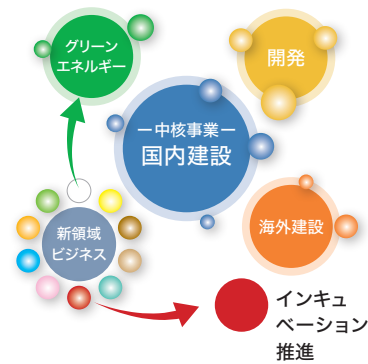 グリーン
エネルギー
開発
ー中核事業ー
国内建設
新領域
ビジネス
海外建設
インキュ
ベーション
推進